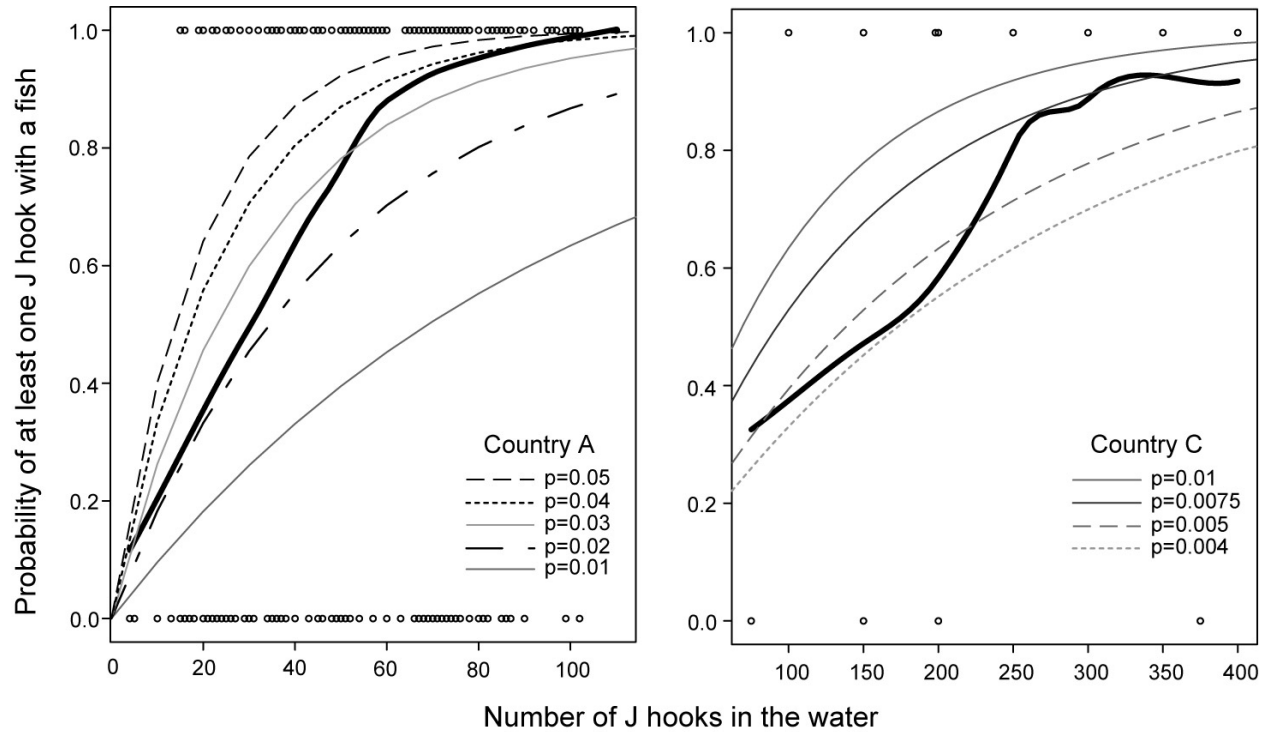 Probability of at least one J hook with a fish
1.0
0.8
0.6
0.4
0.2
0.0
0 20 40 60 80 100
Country A
p=0.05
p=0.04
p=0.03
p=0.02
p=0.01
1.0
0.8
0.6
0.4
0.2
0.0
100 150 200 250 300 350 400
Country C
p=0.01
p=0.0075
p=0.005
p=0.004
Number of J hooks in the water